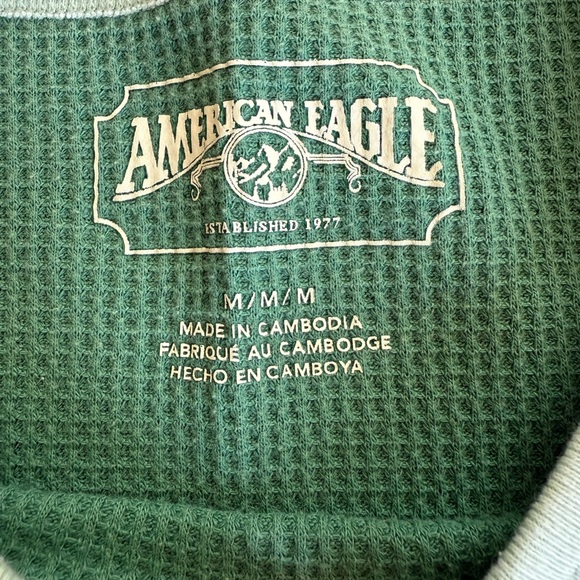 AMERICAN EAGLE
ESTABLISHED 1977
M/M/M
MADE IN CAMBODIA
FABRIQUÉ AU CAMBODGE
HECHO EN CAMBOYA